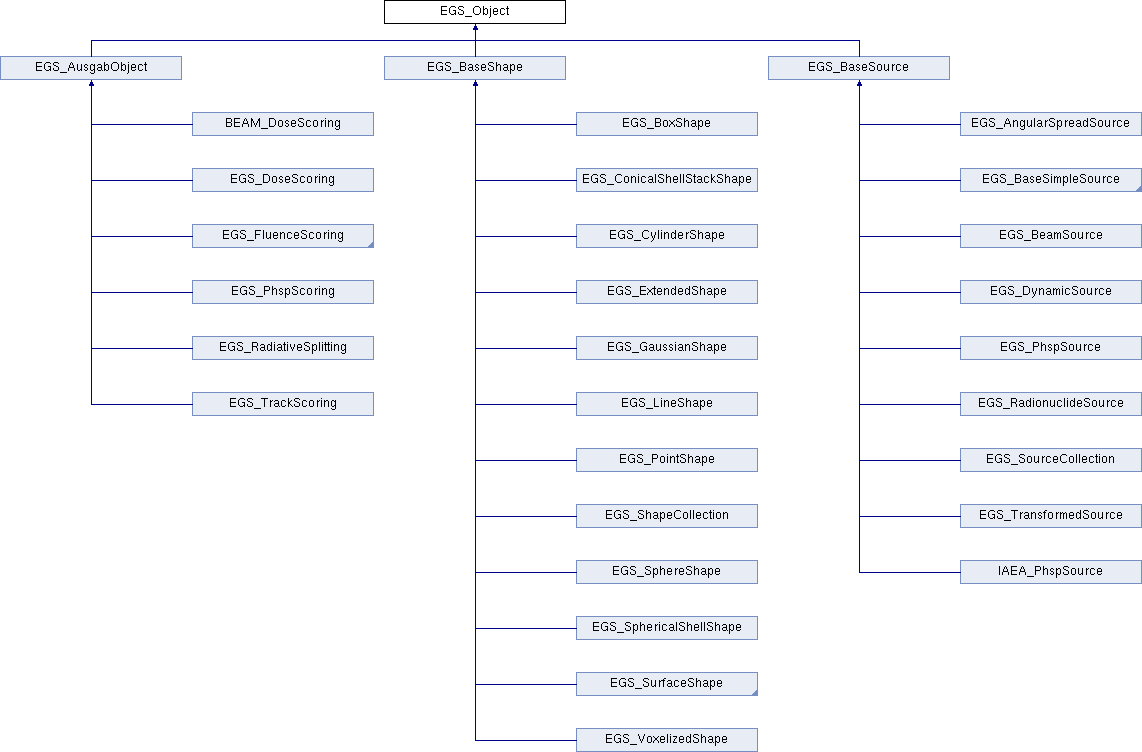 EGS_Object
EGS_AusgabObject
EGS_BaseShape
EGS_BaseSource
BEAM_DoseScoring
EGS_BoxShape
EGS_AngularSpreadSource
EGS_DoseScoring
EGS_ConicalShellStackShape
EGS_BaseSimpleSource
EGS_FluenceScoring
EGS_CylinderShape
EGS_BeamSource
EGS_PhspScoring
EGS_ExtendedShape
EGS_DynamicSource
EGS_RadiativeSplitting
EGS_GaussianShape
EGS_PhspSource
EGS_TrackScoring
EGS_LineShape
EGS_RadionuclideSource
EGS_PointShape
EGS_SourceCollection
EGS_ShapeCollection
EGS_TransformedSource
EGS_SphereShape
IAEA_PhspSource
EGS_SphericalShellShape
EGS_SurfaceShape
EGS_VoxelizedShape